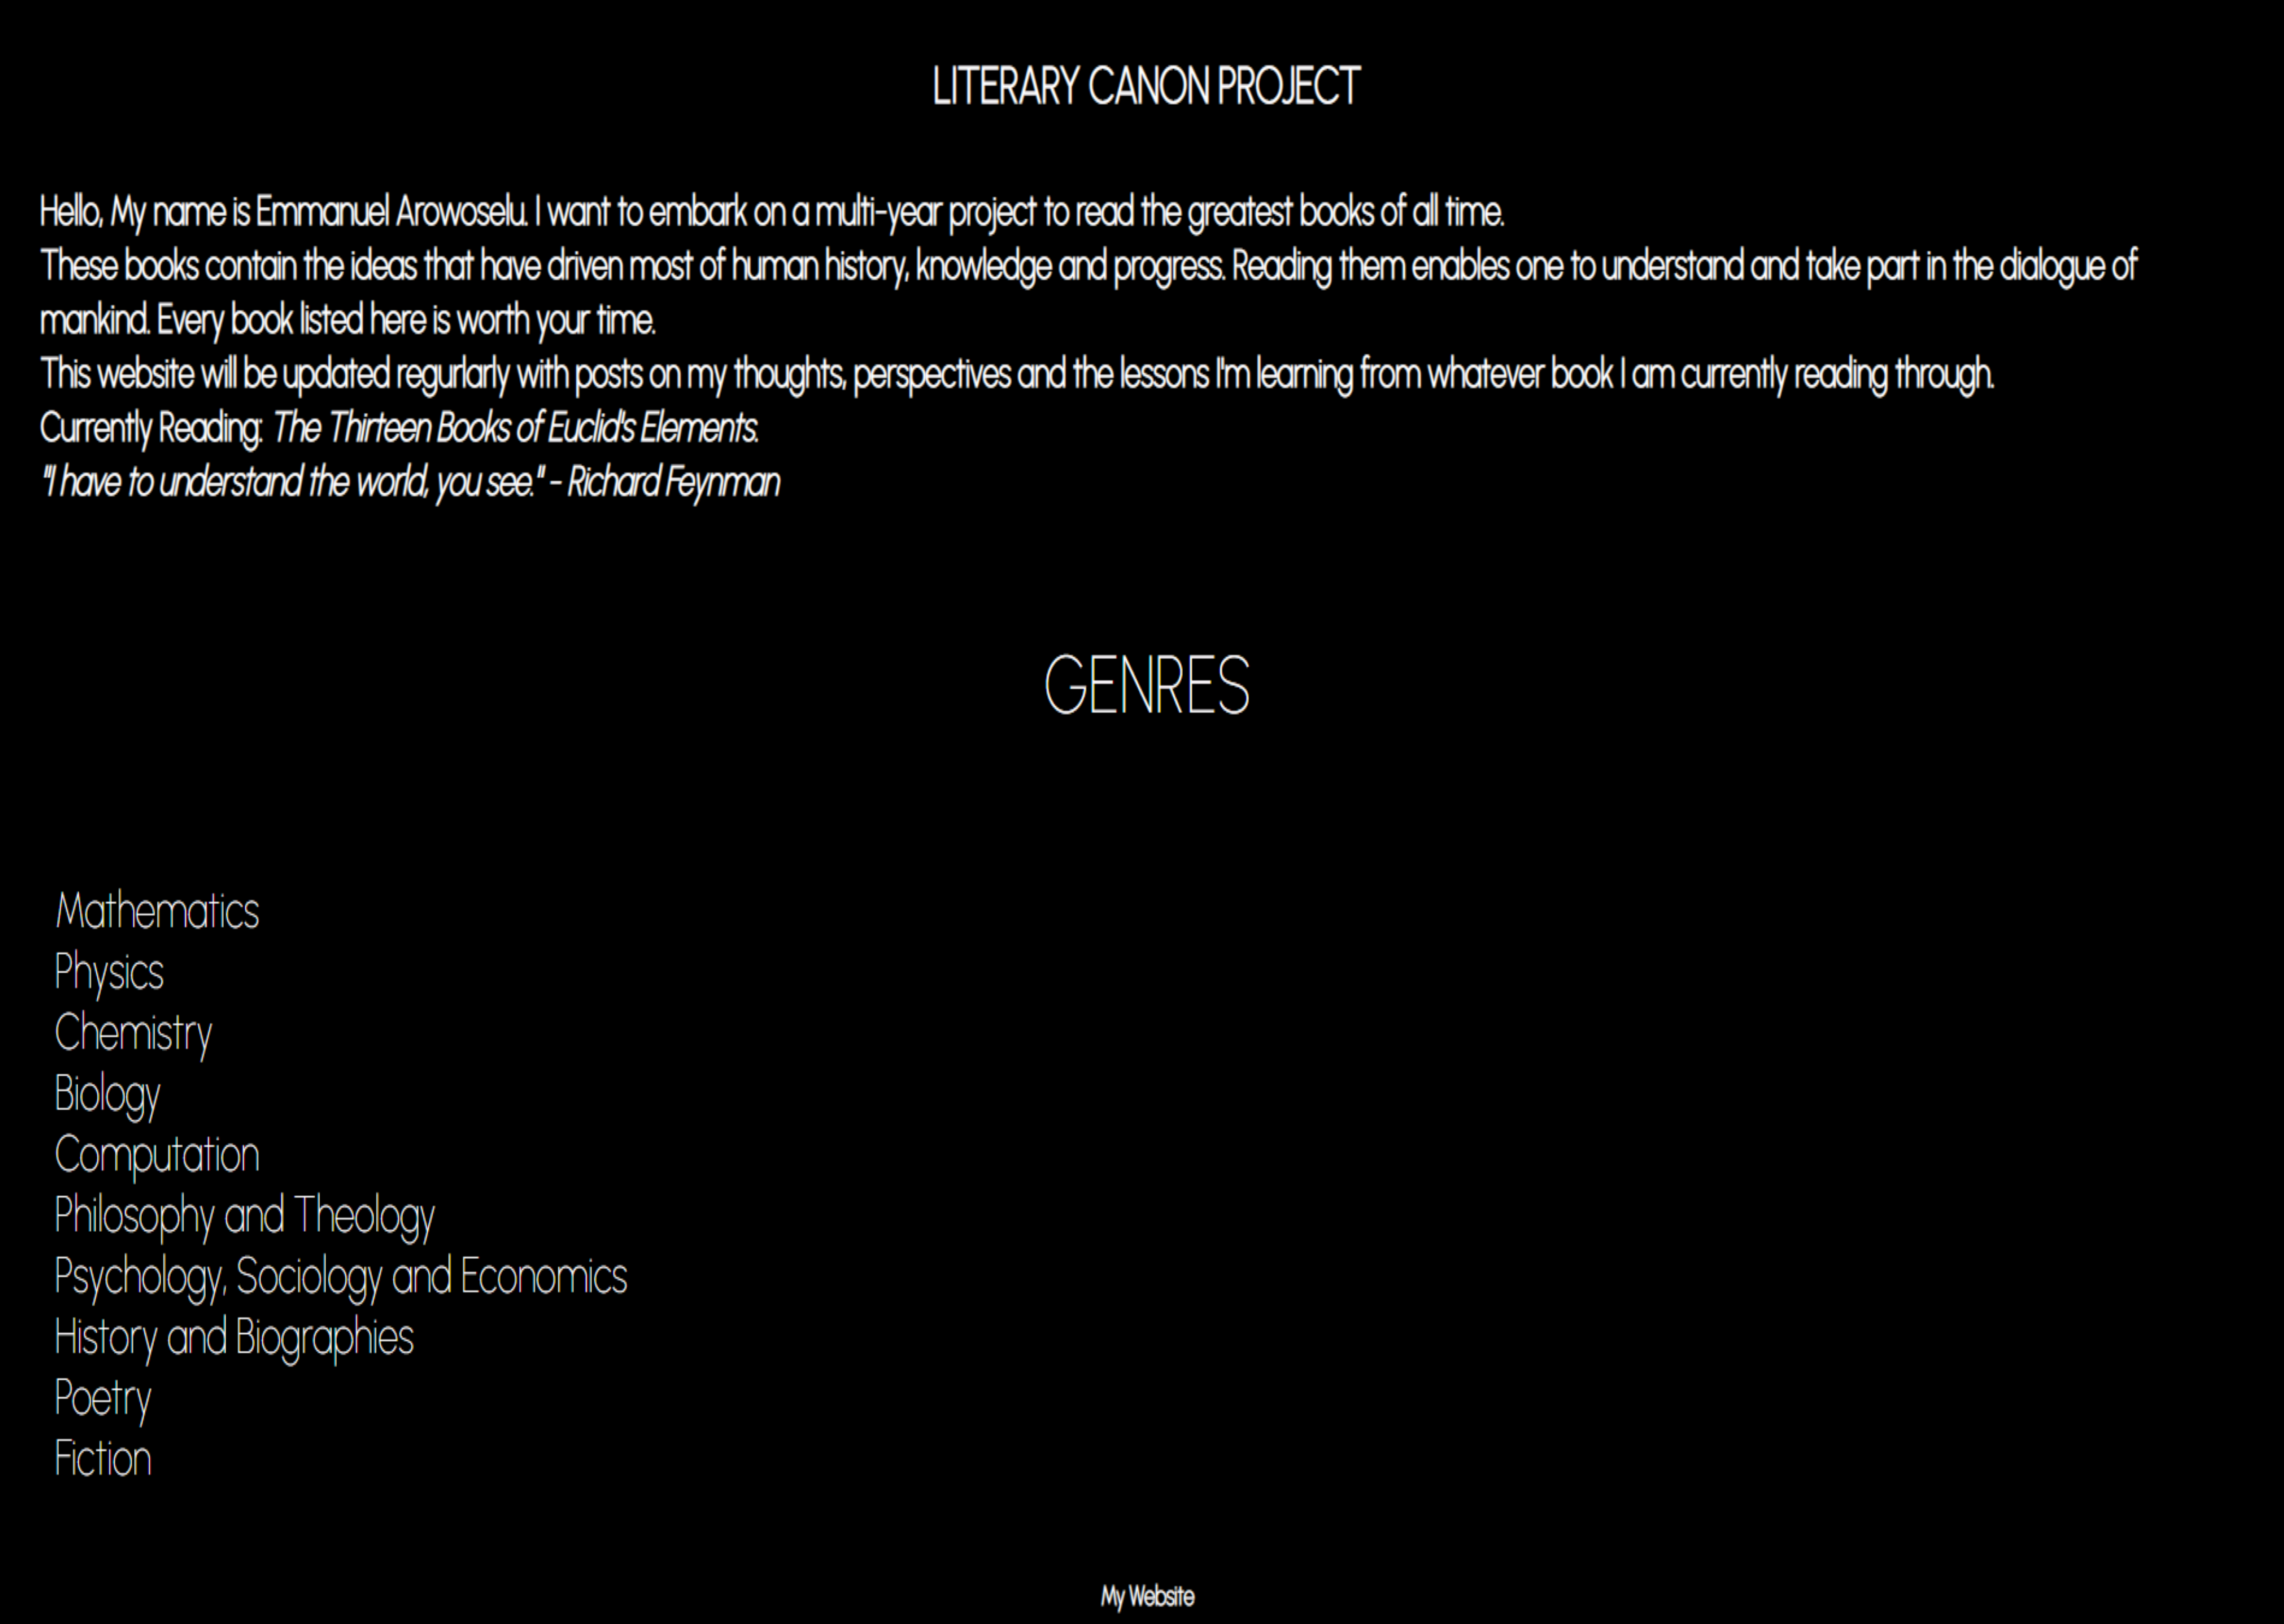 LITERARY CANON PROJECT
Hello, My name is Emmanuel Arowoselu. I want to embark on a multi-year project to read the greatest books of all time.
These books contain the ideas that have driven most of human history, knowledge and progress. Reading them enables one to understand and take part in the dialogue of
mankind. Every book listed here is worth your time.
This website will be updated regurlarly with posts on my thoughts, perspectives and the lessons I'm learning from whatever book I am currently reading through.
Currently Reading: The Thirteen Books of Euclid's Elements.
"I have to understand the world, you see." - Richard Feynman
GENRES
Mathematics
Physics
Chemistry
Biology
Computation
Philosophy and Theology
Psychology, Sociology and Economics
History and Biographies
Poetry
Fiction
My Website